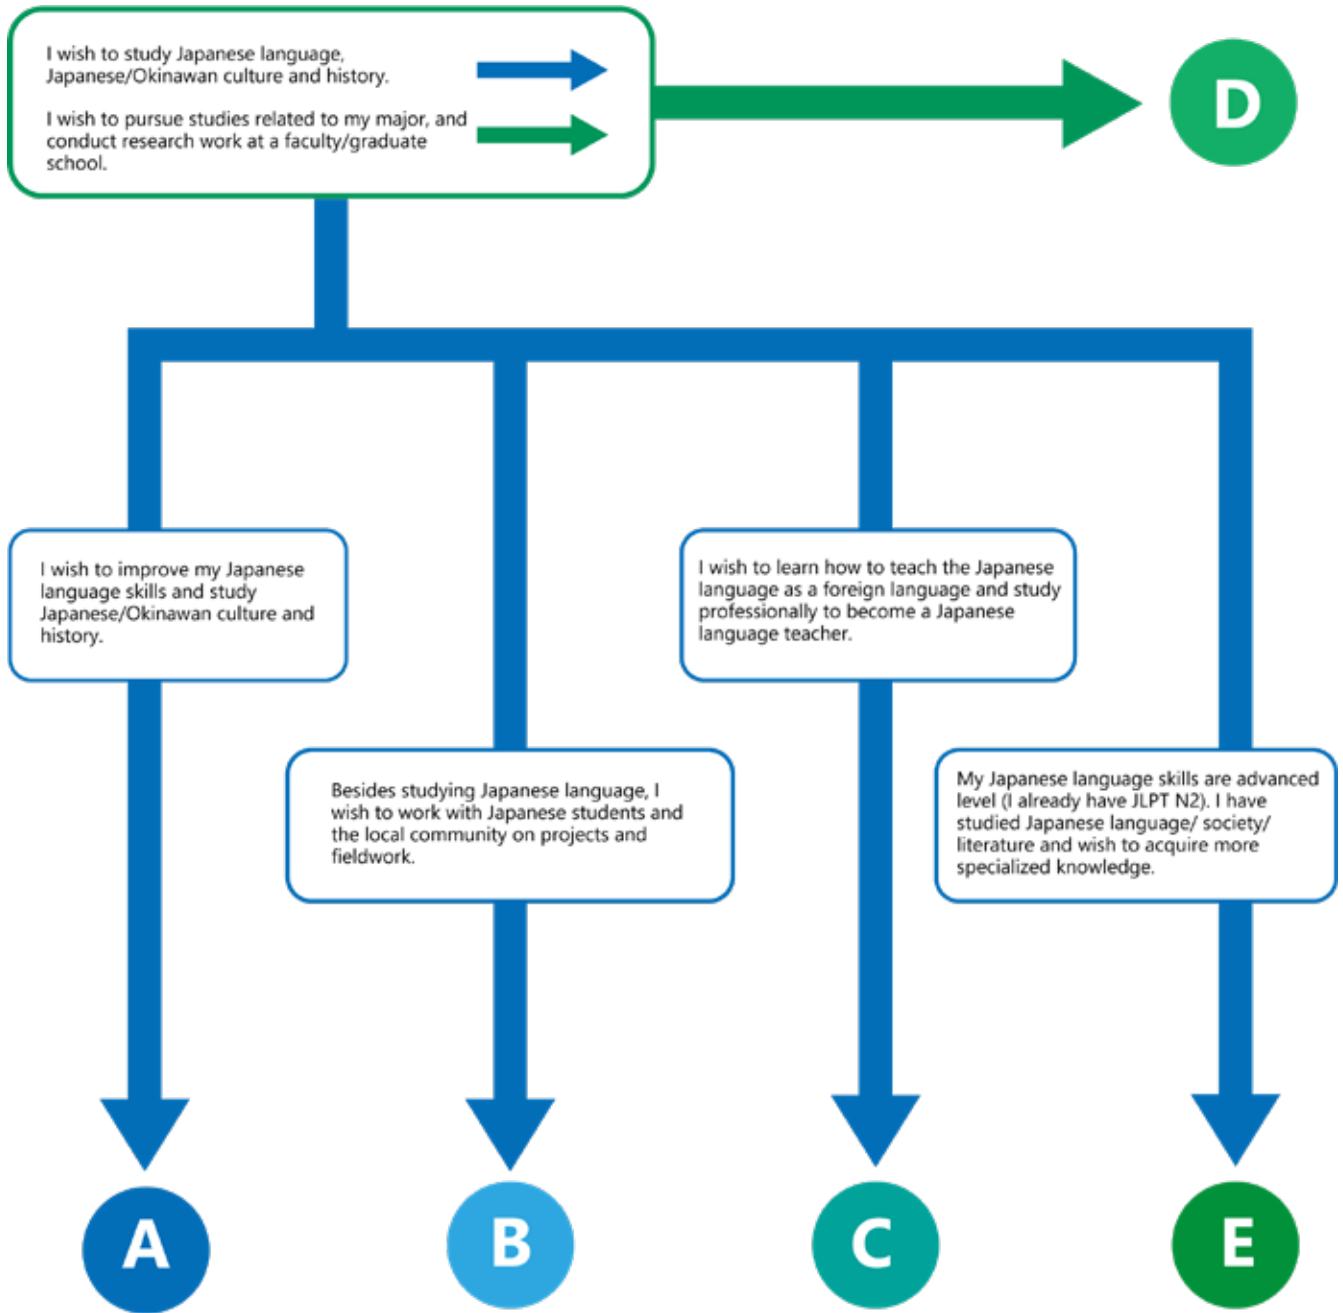 I wish to study Japanese language,
Japanese/Okinawan culture and history.
I wish to pursue studies related to my major, and
conduct research work at a faculty/graduate
school.
D
I wish to improve my Japanese
language skills and study
Japanese/Okinawan culture and
history.
Besides studying Japanese language, I
wish to work with Japanese students and
the local community on projects and
fieldwork.
I wish to learn how to teach the Japanese
language as a foreign language and study
professionally to become a Japanese
language teacher.
My Japanese language skills are advanced
level (I already have JLPT N2). I have
studied Japanese language/ society/
literature and wish to acquire more
specialized knowledge.
A
B
C
E